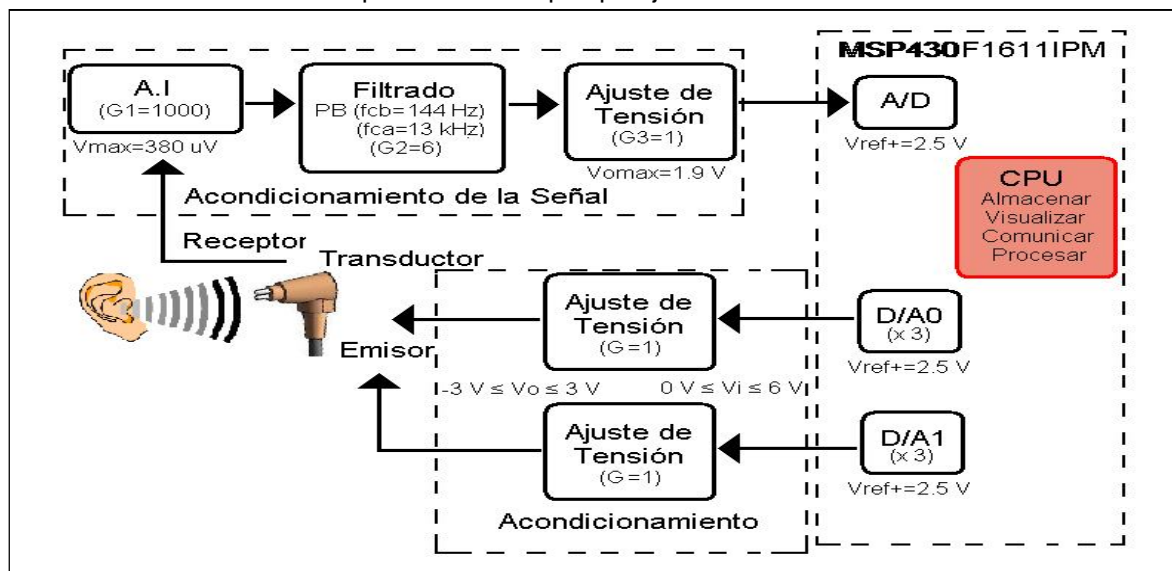 MSP430F1611IPM
A.I
(G1=1000)
Vmax=380 uV
Filtrado
PB (fcb=144 Hz)
(fca=13 kHz)
(G2=6)
Ajuste de
Tensión
(G3=1)
Vomax=1.9 V
A/D
Vref+=2.5 V
Acondicionamiento de la Señal
CPU
Almacenar
Visualizar
Comunicar
Procesar
Receptor
Transductor
Emisor
Ajuste de
Tensión
(G=1)
D/A0
(x 3)
Vref+=2.5 V
-3 V ≤ Vo ≤ 3 V
0 V ≤ Vi ≤ 6 V
Ajuste de
Tensión
(G=1)
D/A1
(x 3)
Vref+=2.5 V
Acondicionamiento